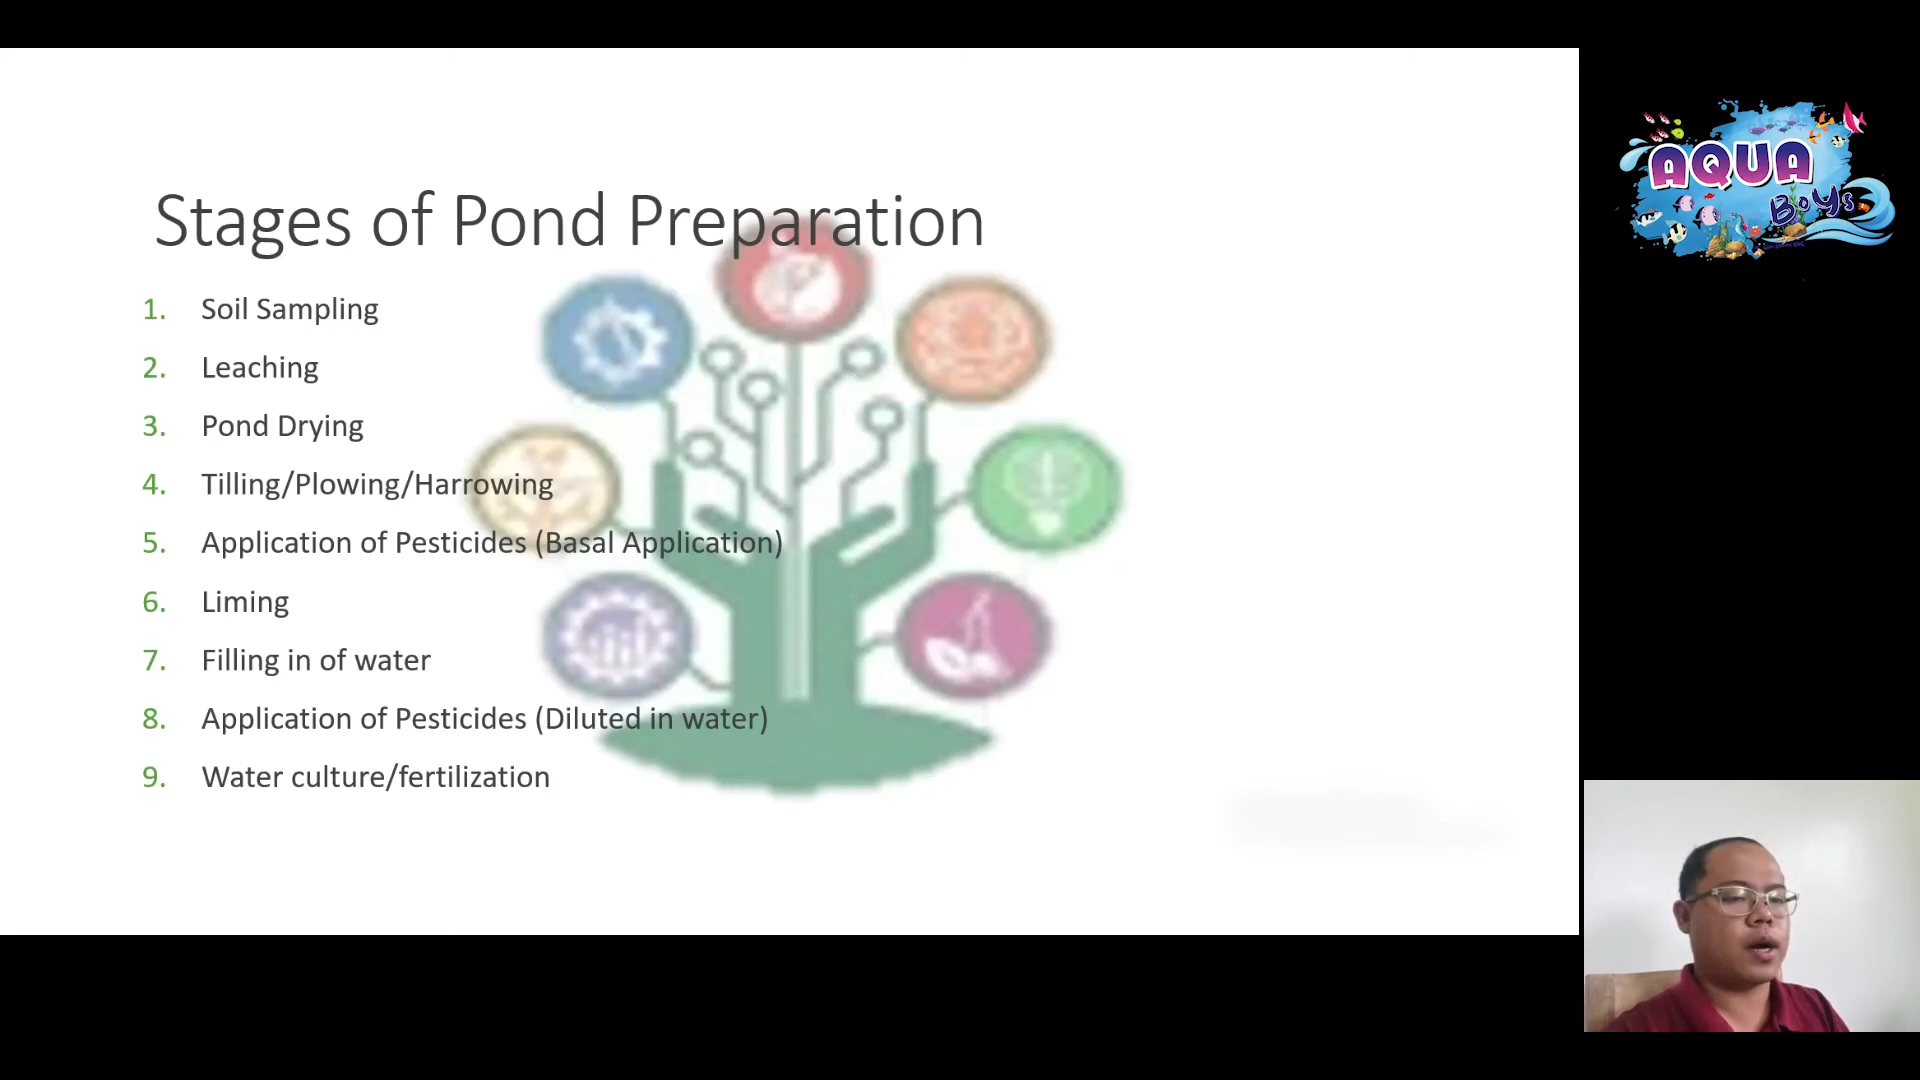 Stages of Pond Preparation
1. Soil Sampling
2. Leaching
3. Pond Drying
4. Tilling/Plowing/Harrowing
5. Application of Pesticides (Basal Application)
6. Liming
7. Filling in of water
8. Application of Pesticides (Diluted in water)
9. Water culture/fertilization
AQUA
Boys